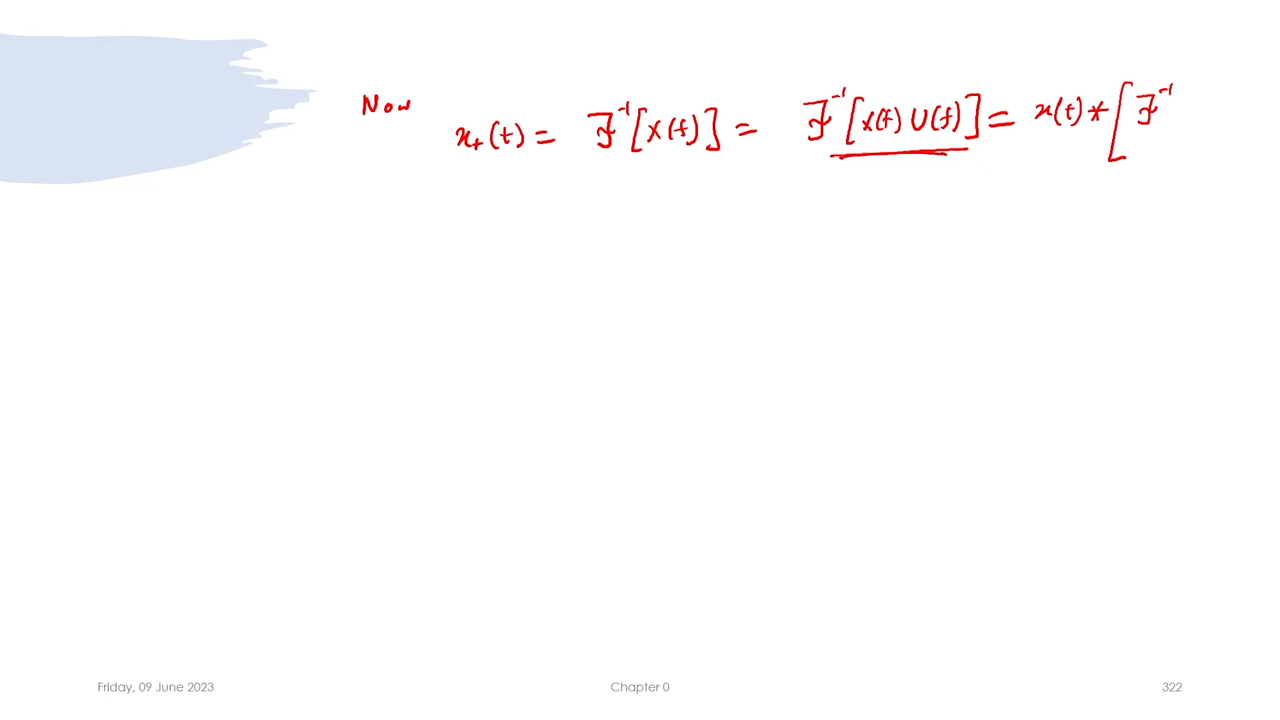 Now
x₊(t) = F⁻¹[X(f)] = F⁻¹[X(f) U(f)] = x(t) * [F⁻¹
Friday, 09 June 2023 Chapter 0 322